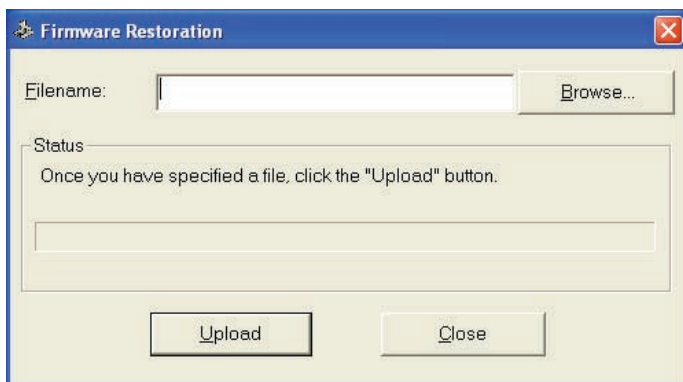 Firmware Restoration
Filename:
Browse...
Status
Once you have specified a file, click the "Upload" button.
Upload
Close